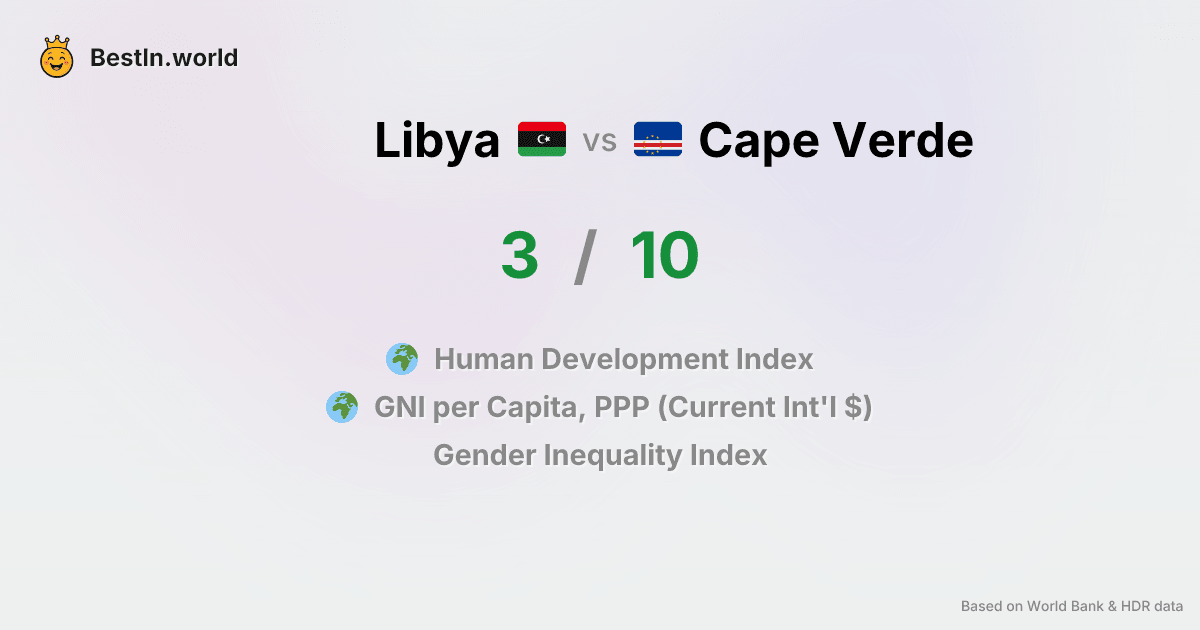 BestIn.world
Libya vs Cape Verde
3 / 10
Human Development Index
GNI per Capita, PPP (Current Int'l $)
Gender Inequality Index
Based on World Bank & HDR data